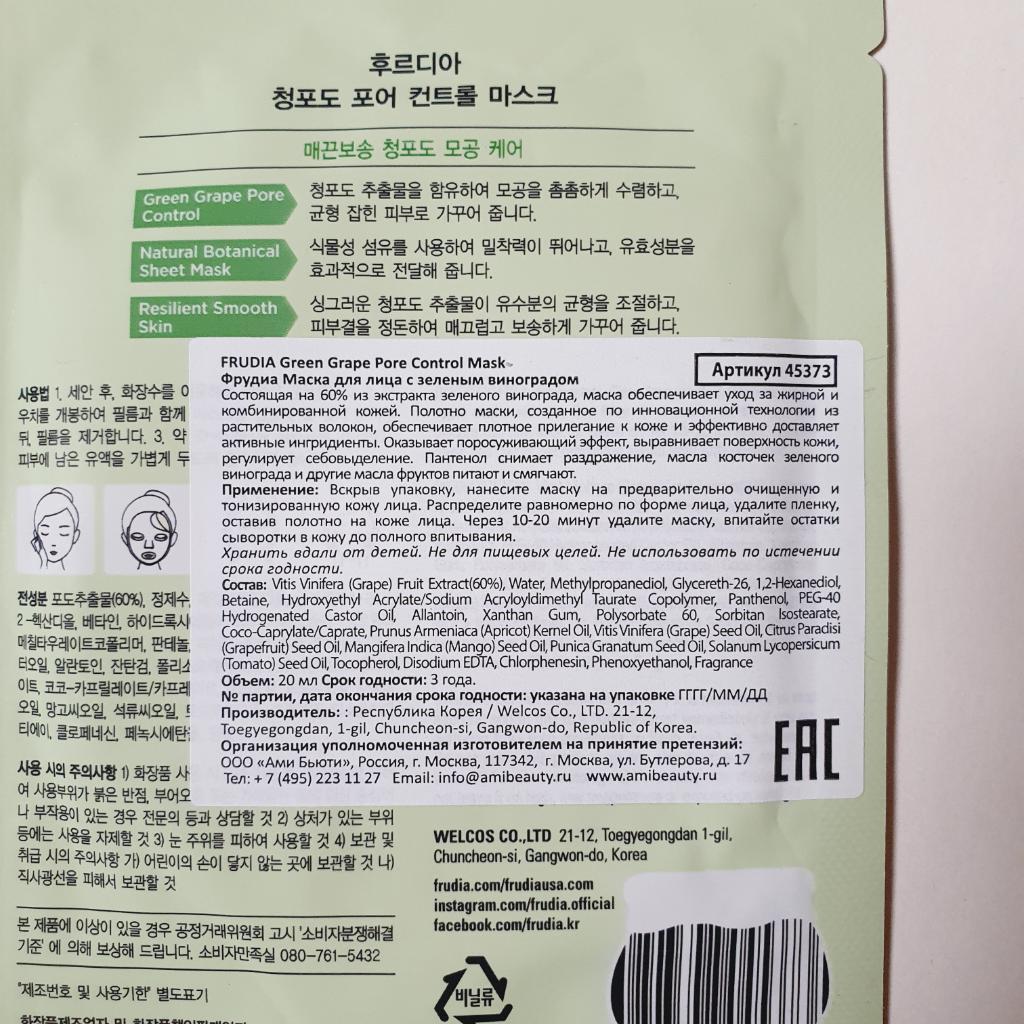 후르디아
청포도 포어 컨트롤 마스크
매끈보송 청포도 모공 케어
Green Grape Pore
Control
청포도 추출물을 함유하여 모공을 촘촘하게 수렴하고,
균형 잡힌 피부로 가꾸어 줍니다.
Natural Botanical
Sheet Mask
식물성 섬유를 사용하여 밀착력이 뛰어나고, 유효성분을
효과적으로 전달해 줍니다.
Resilient Smooth
Skin
싱그러운 청포도 추출물이 유수분의 균형을 조절하고,
피부결을 정돈하여 매끄럽고 보송하게 가꾸어 줍니다.
FRUDIA Green Grape Pore Control Mask
Артикул 45373
Фрудиа Маска для лица с зеленым виноградом
Состоящая на 60% из экстракта зеленого винограда, маска обеспечивает уход за жирной и
комбинированной кожей. Полотно маски, созданное по инновационной технологии из
растительных волокон, обеспечивает плотное прилегание к коже и эффективно доставляет
активные ингридиенты. Оказывает поросуживающий эффект, выравнивает поверхность кожи,
регулирует себовыделение. Пантенол снимает раздражение, масла косточек зеленого
винограда и другие масла фруктов питают и смягчают.
Применение: Вскрыв упаковку, нанесите маску на предварительно очищенную и
тонизированную кожу лица. Распределите равномерно по форме лица, удалите пленку,
оставив полотно на коже лица. Через 10-20 минут удалите маску, впитайте остатки
сыворотки в кожу до полного впитывания.
Хранить вдали от детей. Не для пищевых целей. Не использовать по истечении
срока годности.
Состав: Vitis Vinifera (Grape) Fruit Extract(60%), Water, Methylpropanediol, Glycereth-26, 1,2-Hexanediol,
Betaine, Hydroxyethyl Acrylate/Sodium Acryloyldimethyl Taurate Copolymer, Panthenol, PEG-40
Hydrogenated Castor Oil, Allantoin, Xanthan Gum, Polysorbate 60, Sorbitan Isostearate,
Coco-Caprylate/Caprate, Prunus Armeniaca (Apricot) Kernel Oil, Vitis Vinifera (Grape) Seed Oil, Citrus Paradisi
(Grapefruit) Seed Oil, Mangifera Indica (Mango) Seed Oil, Punica Granatum Seed Oil, Solanum Lycopersicum
(Tomato) Seed Oil, Tocopherol, Disodium EDTA, Chlorphenesin, Phenoxyethanol, Fragrance
Объем: 20 мл Срок годности: 3 года.
№ партии, дата окончания срока годности: указана на упаковке ГГГГ/ММ/ДД
Производитель: : Республика Корея / Welcos Co., LTD. 21-12,
Toegyegongdan, 1-gil, Chuncheon-si, Gangwon-do, Republic of Korea.
Организация уполномоченная изготовителем на принятие претензий:
ООО «Ами Бьюти», Россия, г. Москва, 117342, г. Москва, ул. Бутлерова, д. 17
Тел: + 7 (495) 223 11 27 Email: info@amibeauty.ru www.amibeauty.ru
EAC
사용법 1. 세안 후, 화장수를 이
우치를 개봉하여 필름과 함께
뒤, 필름을 제거합니다. 3. 약
피부에 남은 유액을 가볍게 두
전성분 포도추출물(60%), 정제수,
2-헥산디올, 베타인, 하이드록시
메칠타우레이트코폴리머, 판테놀,
터오일, 알란토인, 잔탄검, 폴리소
이트, 코코-카프릴레이트/카프레
오일, 망고씨오일, 석류씨오일, 토
티에이, 클로페네신, 페녹시에탄올
사용 시의 주의사항 1) 화장품 사
여 사용부위가 붉은 반점, 부어오
나 부작용이 있는 경우 전문의 등과 상담할 것 2) 상처가 있는 부위
등에는 사용을 자제할 것 3) 눈 주위를 피하여 사용할 것 4) 보관 및
취급 시의 주의사항 가) 어린이의 손이 닿지 않는 곳에 보관할 것 나)
직사광선을 피해서 보관할 것
본 제품에 이상이 있을 경우 공정거래위원회 고시 '소비자분쟁해결
기준' 에 의해 보상해 드립니다. 소비자만족실 080-761-5432
"제조번호 및 사용기한" 별도표기
WELCOS CO.,LTD 21-12, Toegyegongdan 1-gil,
Chuncheon-si, Gangwon-do, Korea
frudia.com/frudiausa.com
instagram.com/frudia.official
facebook.com/frudia.kr
비닐류